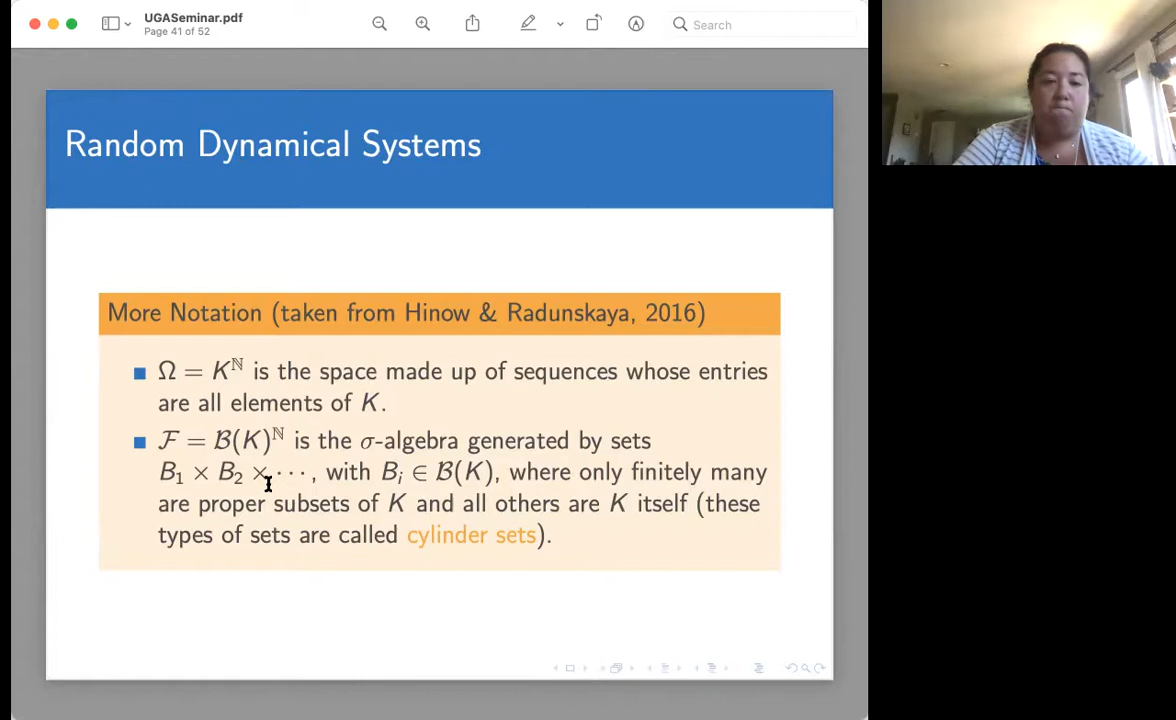 UGASeminar.pdf
Page 41 of 52
Search
Random Dynamical Systems
More Notation (taken from Hinow & Radunskaya, 2016)
Ω = K^ℕ is the space made up of sequences whose entries
are all elements of K.
ℱ = ℬ(K)^ℕ is the σ-algebra generated by sets
B₁ × B₂ × ⋯, with Bᵢ ∈ ℬ(K), where only finitely many
are proper subsets of K and all others are K itself (these
types of sets are called cylinder sets).